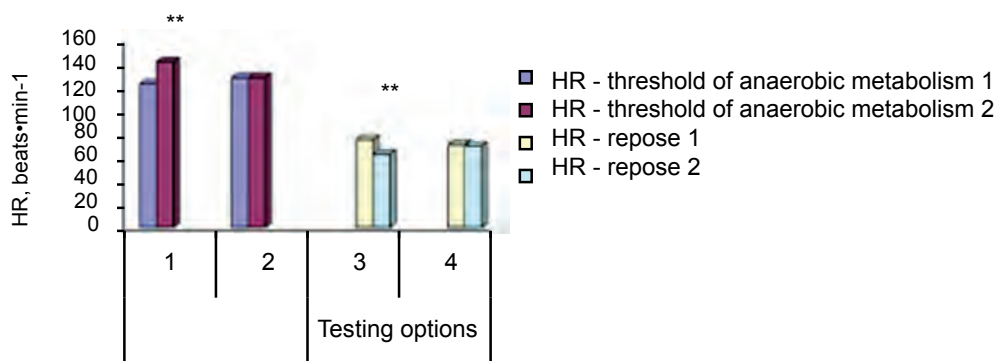 **
**
HR, beats•min-1
160
140
120
100
80
60
40
20
0
1 2 3 4
Testing options
HR - threshold of anaerobic metabolism 1
HR - threshold of anaerobic metabolism 2
HR - repose 1
HR - repose 2